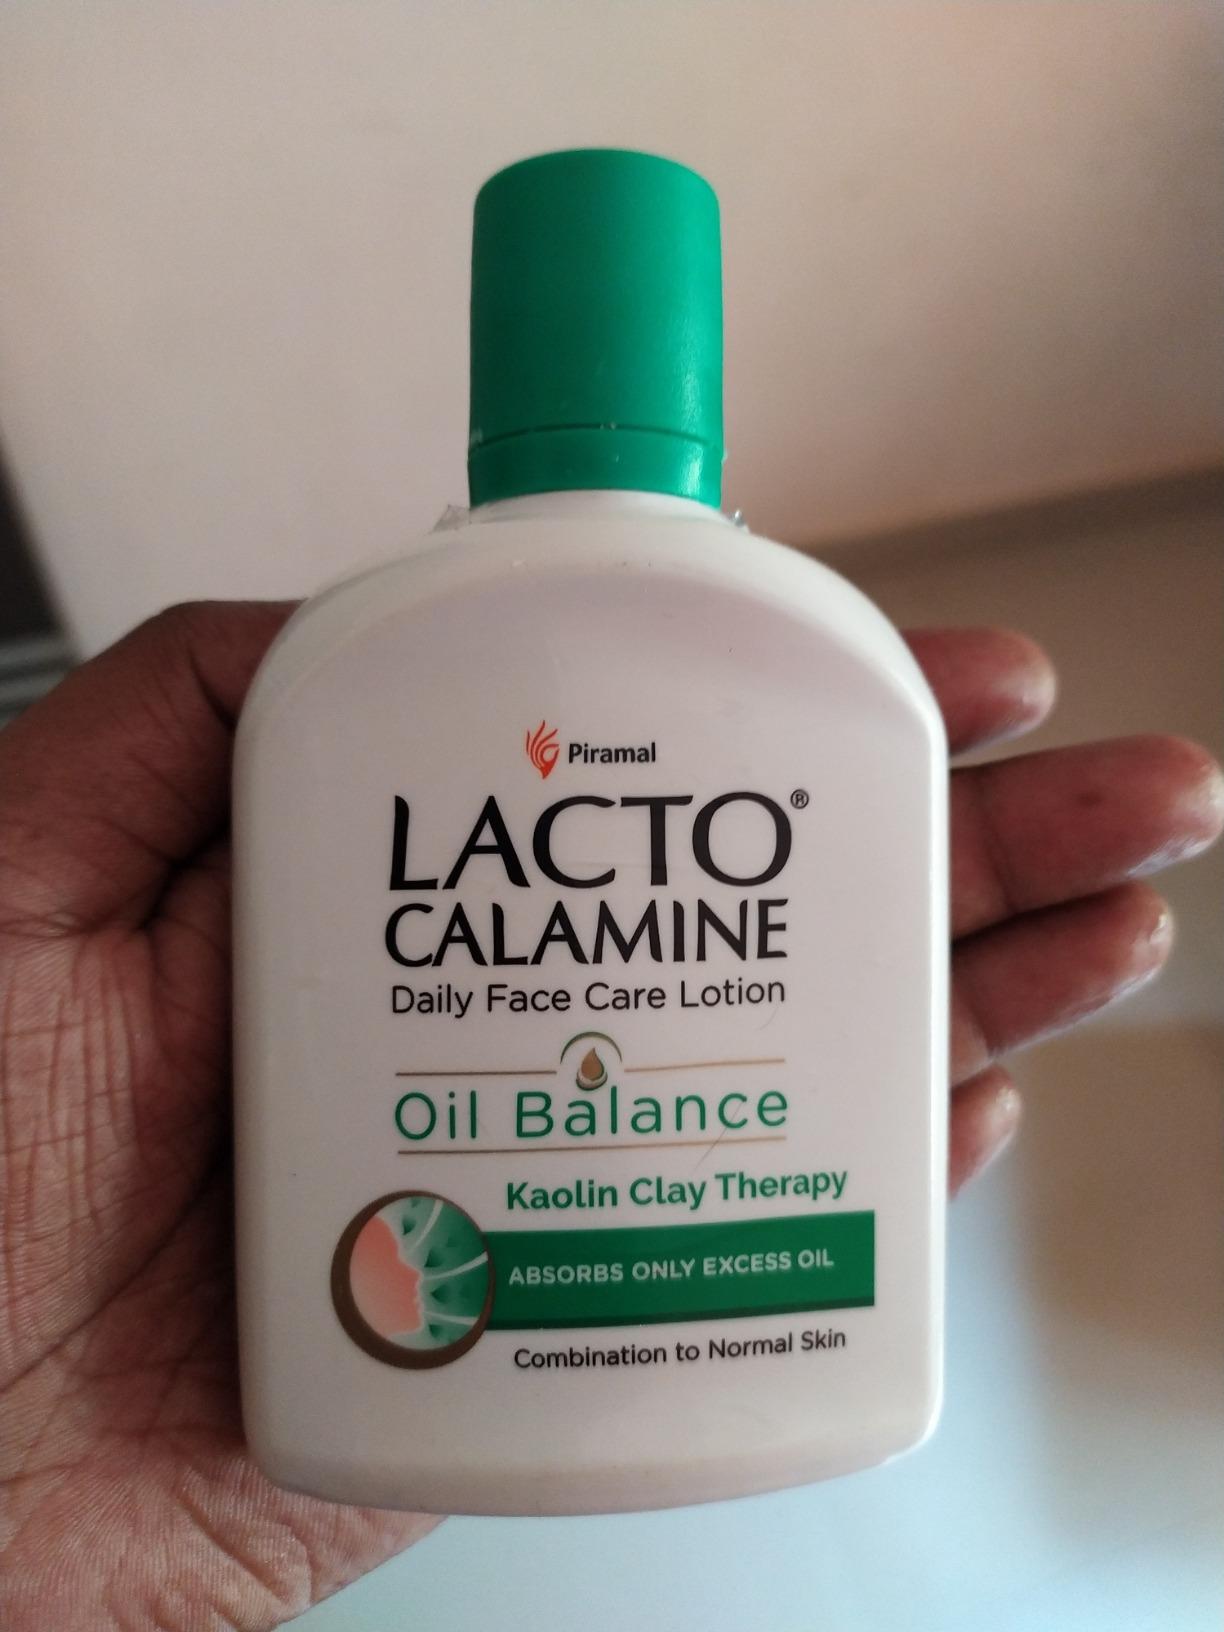 Piramal
LACTO®
CALAMINE
Daily Face Care Lotion
Oil Balance
Kaolin Clay Therapy
ABSORBS ONLY EXCESS OIL
Combination to Normal Skin